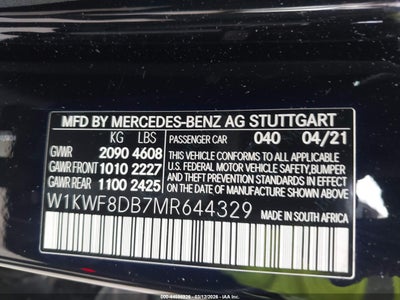 MFD BY MERCEDES-BENZ AG STUTTGART
KG LBS PASSENGER CAR 040 04/21
GVWR 2090 4608
GAWR FRONT 1010 2227
GAWR REAR 1100 2425
THIS VEHICLE CONFORMS TO ALL APPLICABLE
U.S. FEDERAL MOTOR VEHICLE SAFETY, BUMPER
AND THEFT PREVENTION STANDARDS IN EFFECT
ON THE DATE OF MANUFACTURE
SHOWN ABOVE.
W1KWF8DB7MR644329
MADE IN SOUTH AFRICA